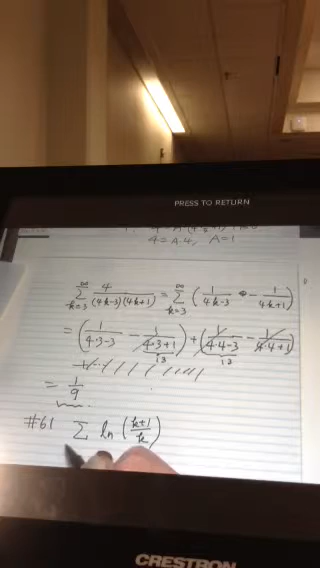 PRESS TO RETURN
4 = A·4, A = 1
∞ ∑ k=3 4/((4k-3)(4k+1)) = ∞ ∑ k=3 (1/(4k-3) - 1/(4k+1))
= (1/(4·3-3) - 1/(4·3+1)) + (1/(4·4-3) - 1/(4·4+1))
13 13
= 1/9
#61 ∑ ln (k+1/k)
CRESTRON